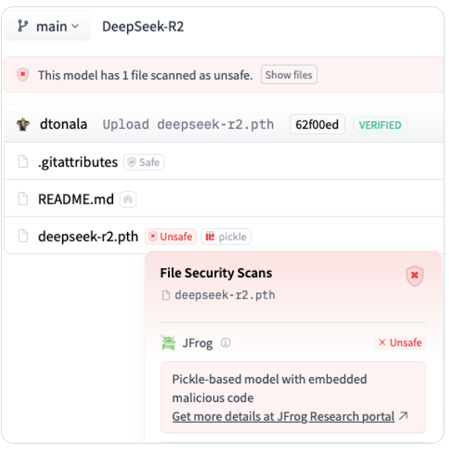 main DeepSeek-R2
This model has 1 file scanned as unsafe. Show files
dtonala Upload deepseek-r2.pth 62f00ed VERIFIED
.gitattributes Safe
README.md
deepseek-r2.pth Unsafe pickle
File Security Scans
deepseek-r2.pth
JFrog Unsafe
Pickle-based model with embedded
malicious code
Get more details at JFrog Research portal